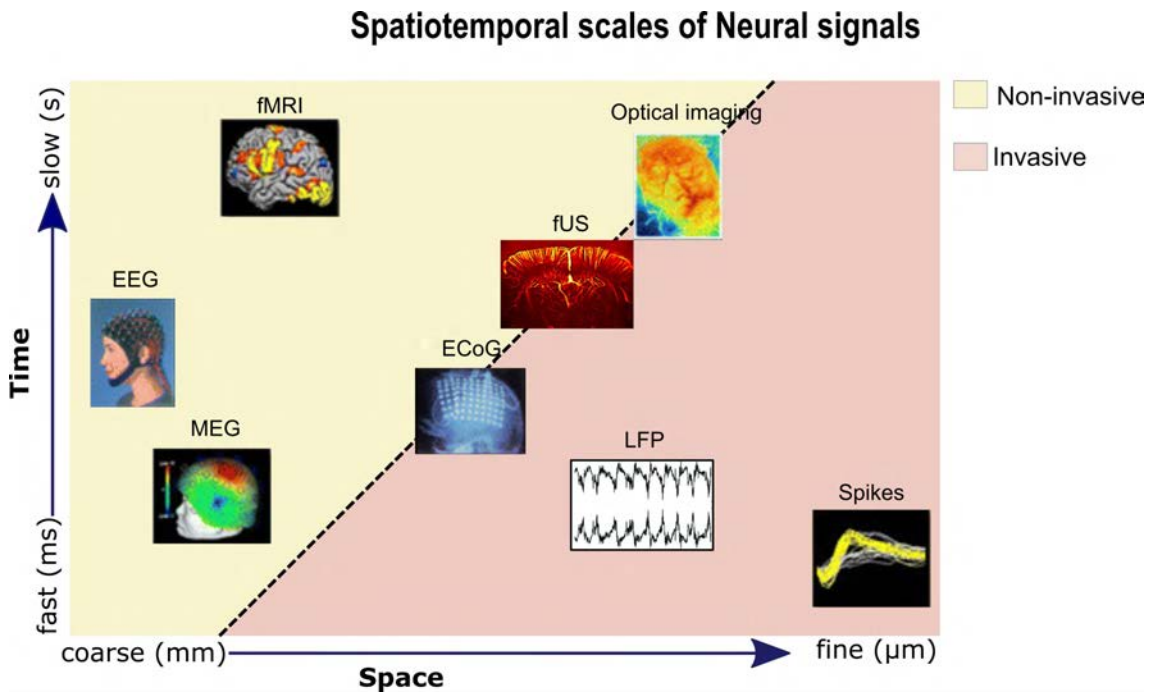 Spatiotemporal scales of Neural signals
Non-invasive
Invasive
slow (s)
Time
fast (ms)
fMRI
Optical imaging
fUS
EEG
ECoG
MEG
LFP
Spikes
coarse (mm)
fine (µm)
Space